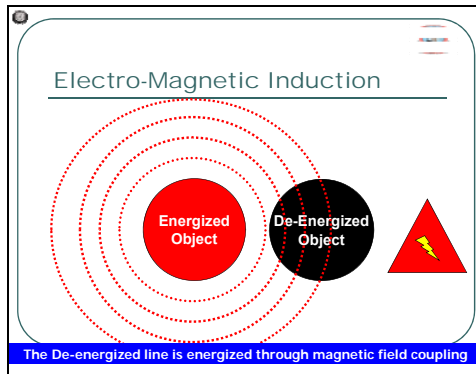 Electro-Magnetic Induction
Energized
Object
De-Energized
Object
The De-energized line is energized through magnetic field coupling